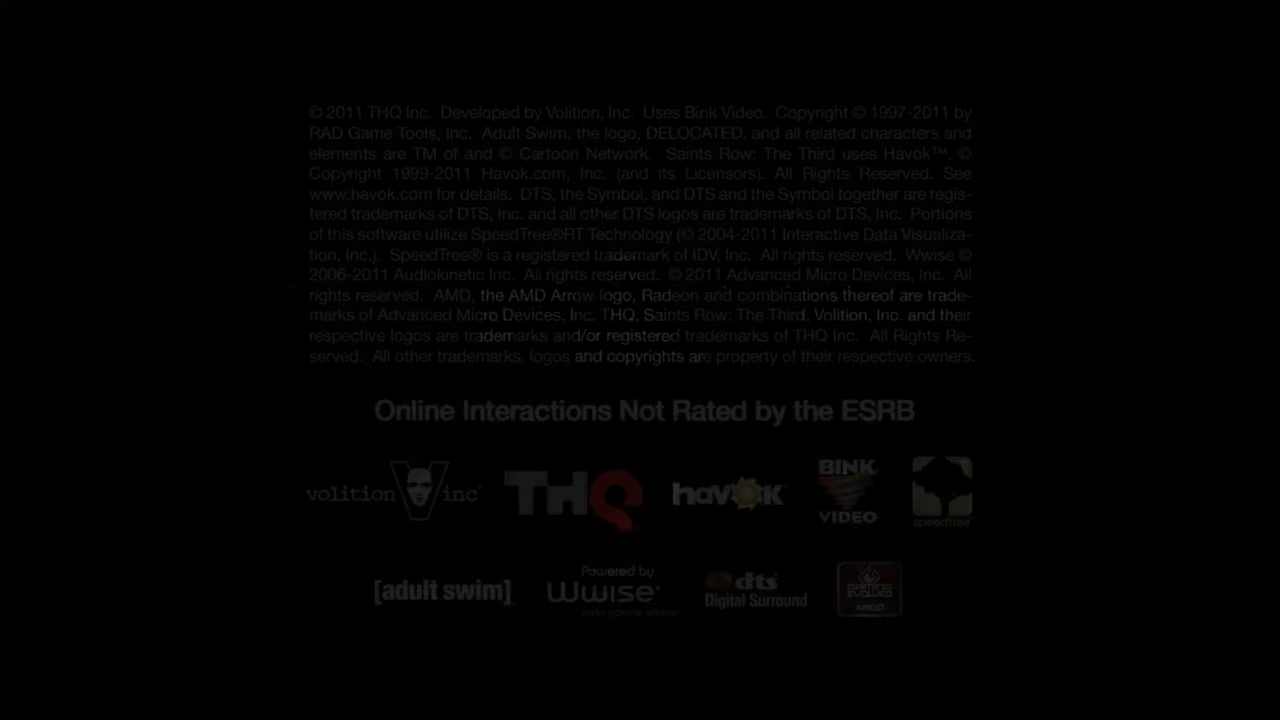 © 2011 THQ Inc. Developed by Volition, Inc. Uses Bink Video. Copyright © 1997-2011 by
RAD Game Tools, Inc. Adult Swim, the logo, DELOCATED, and all related characters and
elements are TM of and © Cartoon Network. Saints Row: The Third uses Havok™. ©
Copyright 1999-2011 Havok.com, Inc. (and its Licensors). All Rights Reserved. See
www.havok.com for details. DTS, the Symbol, and DTS and the Symbol together are regis-
tered trademarks of DTS, Inc. and all other DTS logos are trademarks of DTS, Inc. Portions
of this software utilize SpeedTree®RT Technology (© 2004-2011 Interactive Data Visualiza-
tion, Inc.). SpeedTree® is a registered trademark of IDV, Inc. All rights reserved. Wwise ©
2006-2011 Audiokinetic Inc. All rights reserved. © 2011 Advanced Micro Devices, Inc. All
rights reserved. AMD, the AMD Arrow logo, Radeon and combinations thereof are trade-
marks of Advanced Micro Devices, Inc. THQ, Saints Row: The Third, Volition, Inc. and their
respective logos are trademarks and/or registered trademarks of THQ Inc. All Rights Re-
served. All other trademarks, logos and copyrights are property of their respective owners.
Online Interactions Not Rated by the ESRB
volition V inc
THQ
havok
BINK
VIDEO
speedtree
[adult swim]
Powered by
Wwise
audio pipeline solution
dts
Digital Surround
GAMING
EVOLVED
AMD